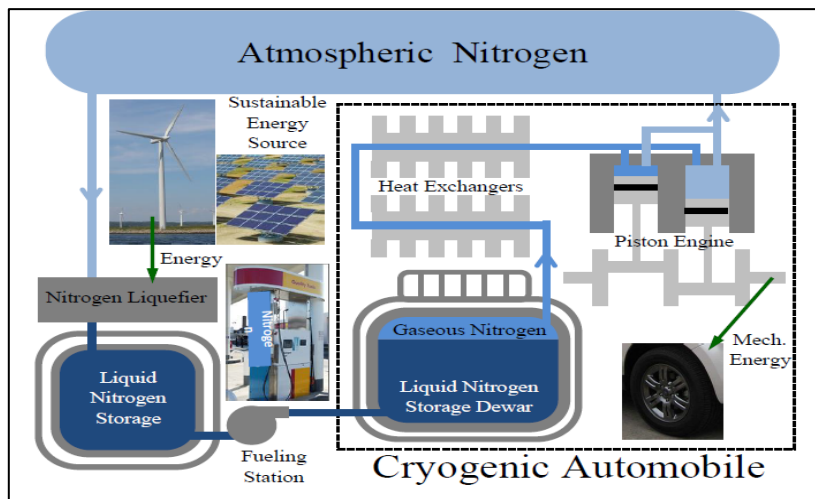 Atmospheric Nitrogen
Sustainable
Energy
Source
Heat Exchangers
Piston Engine
Energy
Nitrogen Liquefier
Nitroge
n
Gaseous Nitrogen
Mech.
Energy
Liquid
Nitrogen
Storage
Liquid Nitrogen
Storage Dewar
Fueling
Station
Cryogenic Automobile